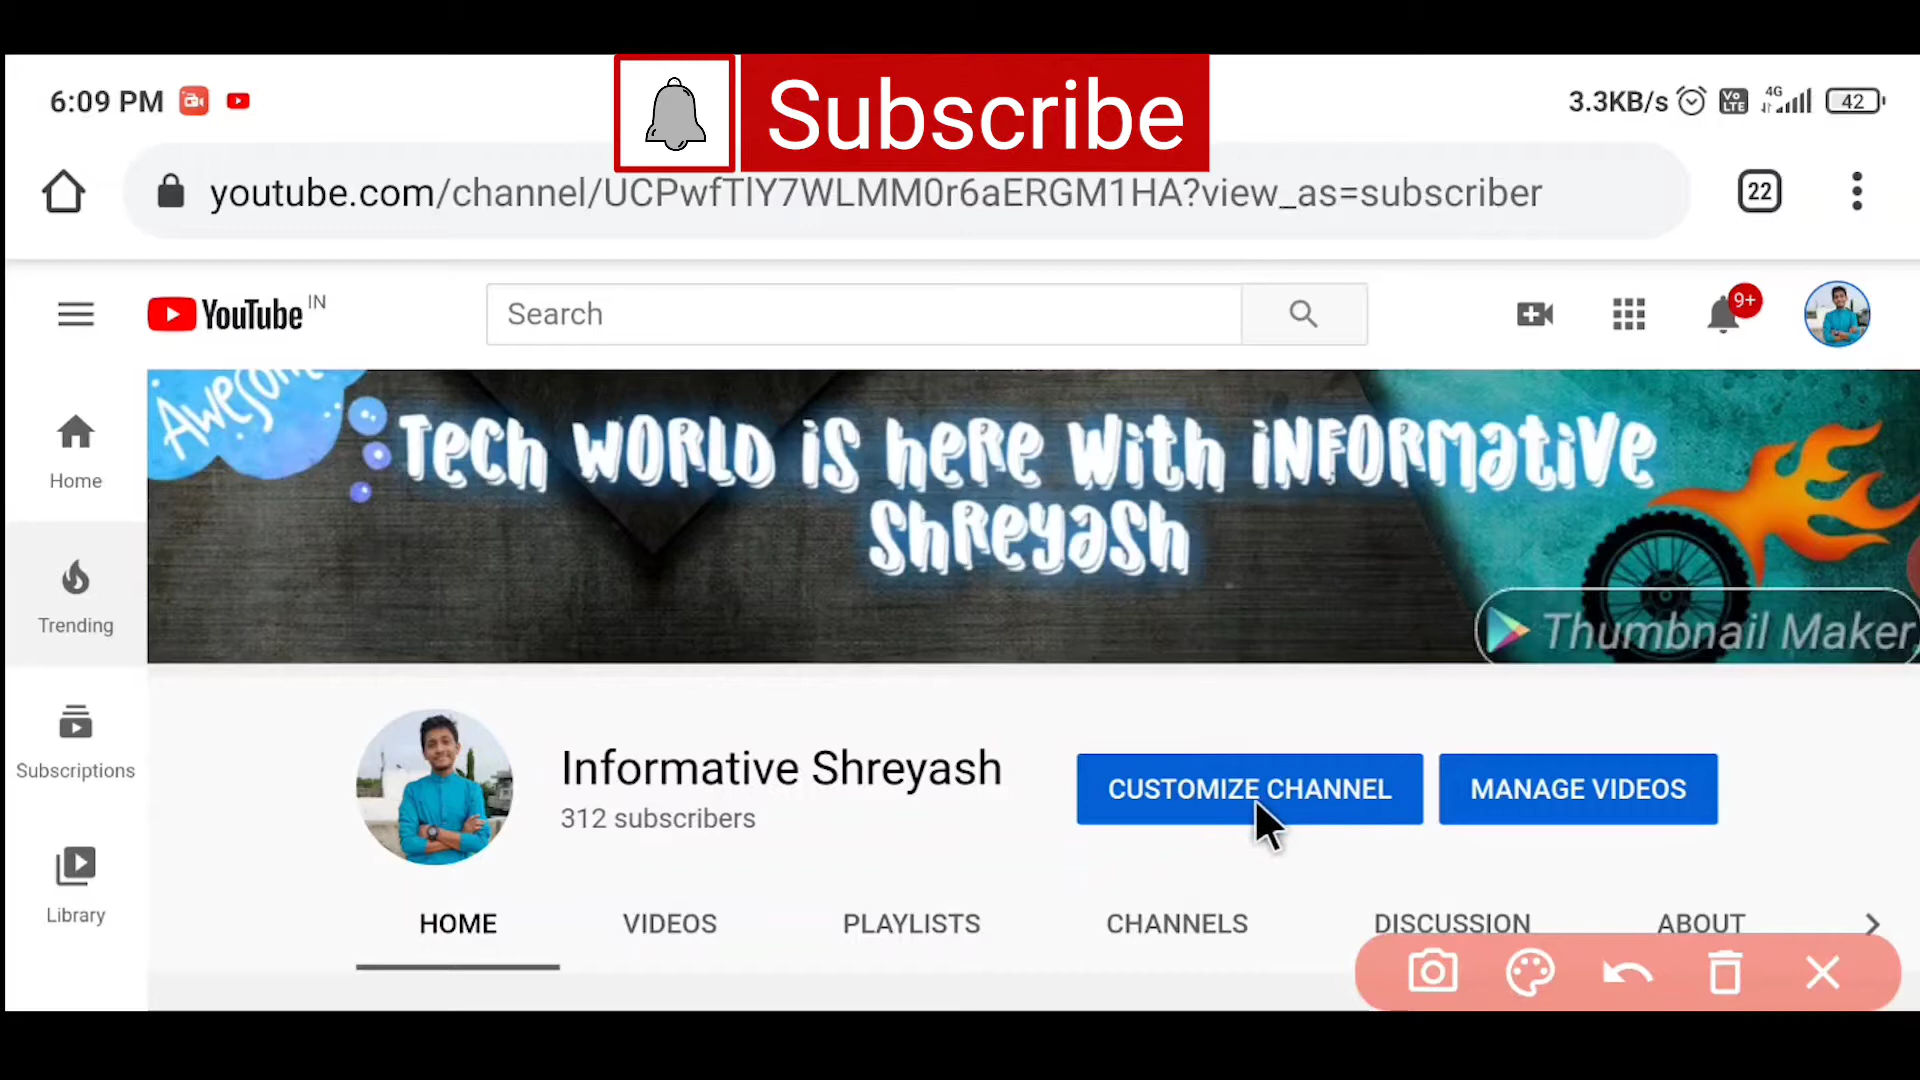 Subscribe
6:09 PM
3.3KB/s
Vo LTE
4G
42
youtube.com/channel/UCPwfTlY7WLMM0r6aERGM1HA?view_as=subscriber
22
YouTube IN
Search
9+
Awesome
Tech WORLD is heRe With iNFORmatiVe
ShReyaSh
Thumbnail Maker
Home
Trending
Subscriptions
Library
Informative Shreyash
312 subscribers
CUSTOMIZE CHANNEL
MANAGE VIDEOS
HOME
VIDEOS
PLAYLISTS
CHANNELS
DISCUSSION
ABOUT